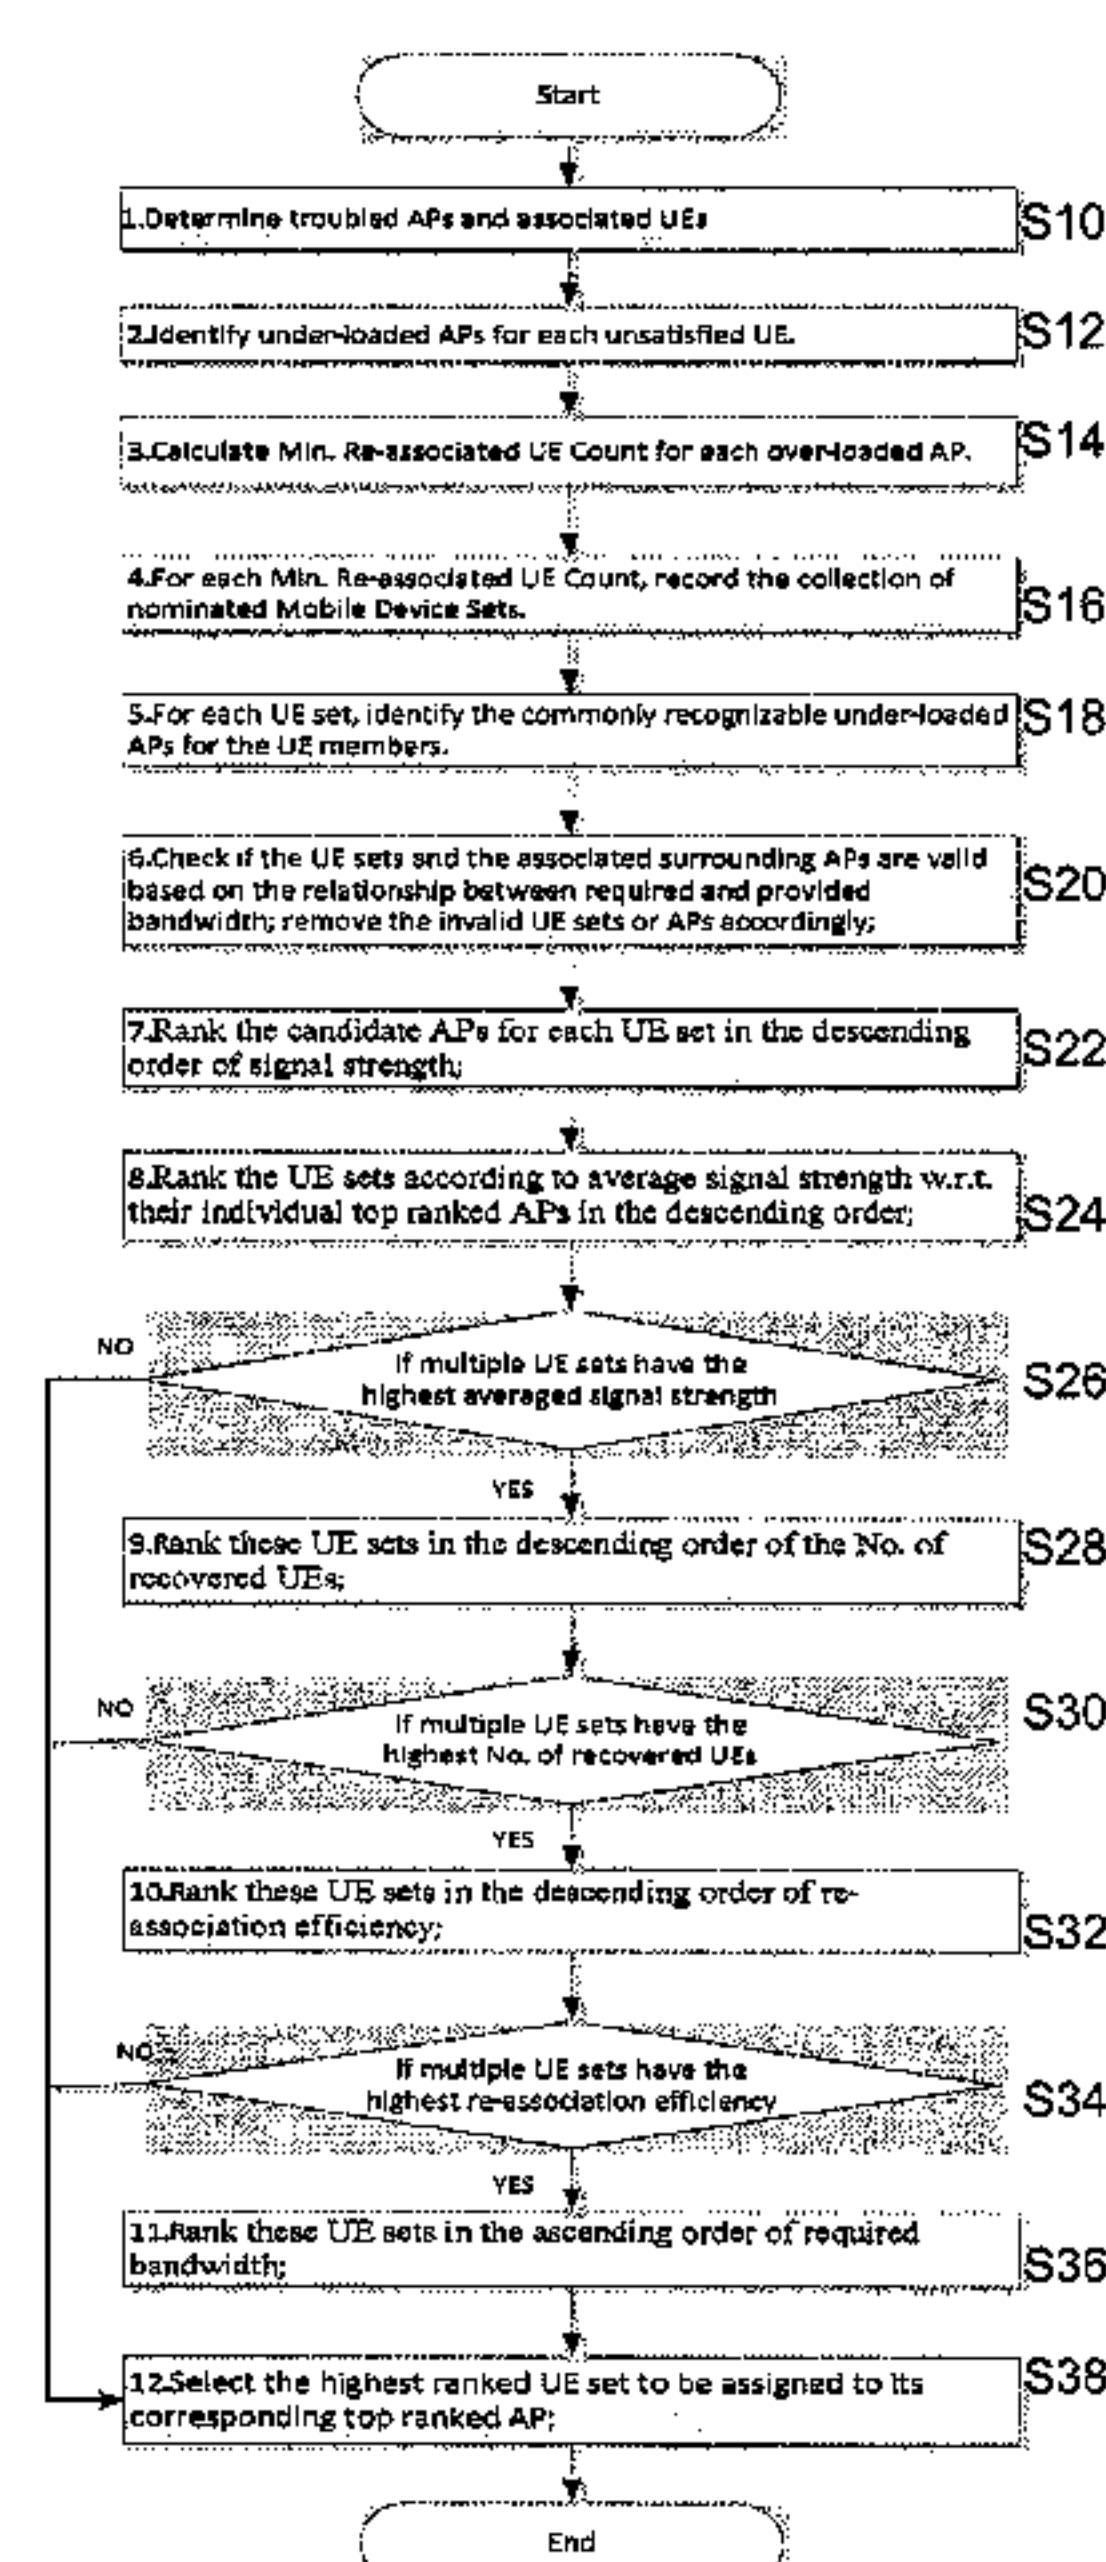 Start
1.Determine troubled APs and associated UEs
S10
2.Identify under-loaded APs for each unsatisfied UE.
S12
3.Calculate Min. Re-associated UE Count for each over-loaded AP.
S14
4.For each Min. Re-associated UE Count, record the collection of
nominated Mobile Device Sets.
S16
5.For each UE set, identify the commonly recognizable under-loaded
APs for the UE members.
S18
6.Check if the UE sets and the associated surrounding APs are valid
based on the relationship between required and provided
bandwidth; remove the invalid UE sets or APs accordingly;
S20
7.Rank the candidate APs for each UE set in the descending
order of signal strength;
S22
8.Rank the UE sets according to average signal strength w.r.t.
their individual top ranked APs in the descending order;
S24
NO
If multiple UE sets have the
highest averaged signal strength
S26
YES
9.Rank these UE sets in the descending order of the No. of
recovered UEs;
S28
NO
If multiple UE sets have the
highest No. of recovered UEs
S30
YES
10.Rank these UE sets in the descending order of re-
association efficiency;
S32
NO
If multiple UE sets have the
highest re-association efficiency
S34
YES
11.Rank these UE sets in the ascending order of required
bandwidth;
S36
12.Select the highest ranked UE set to be assigned to its
corresponding top ranked AP;
S38
End